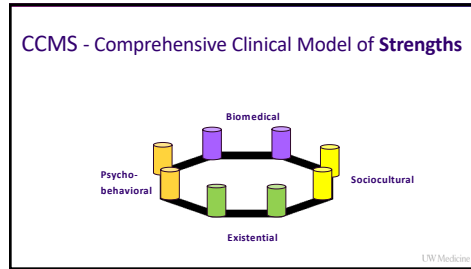 CCMS - Comprehensive Clinical Model of Strengths
Biomedical
Psycho-
behavioral
Sociocultural
Existential
UW Medicine